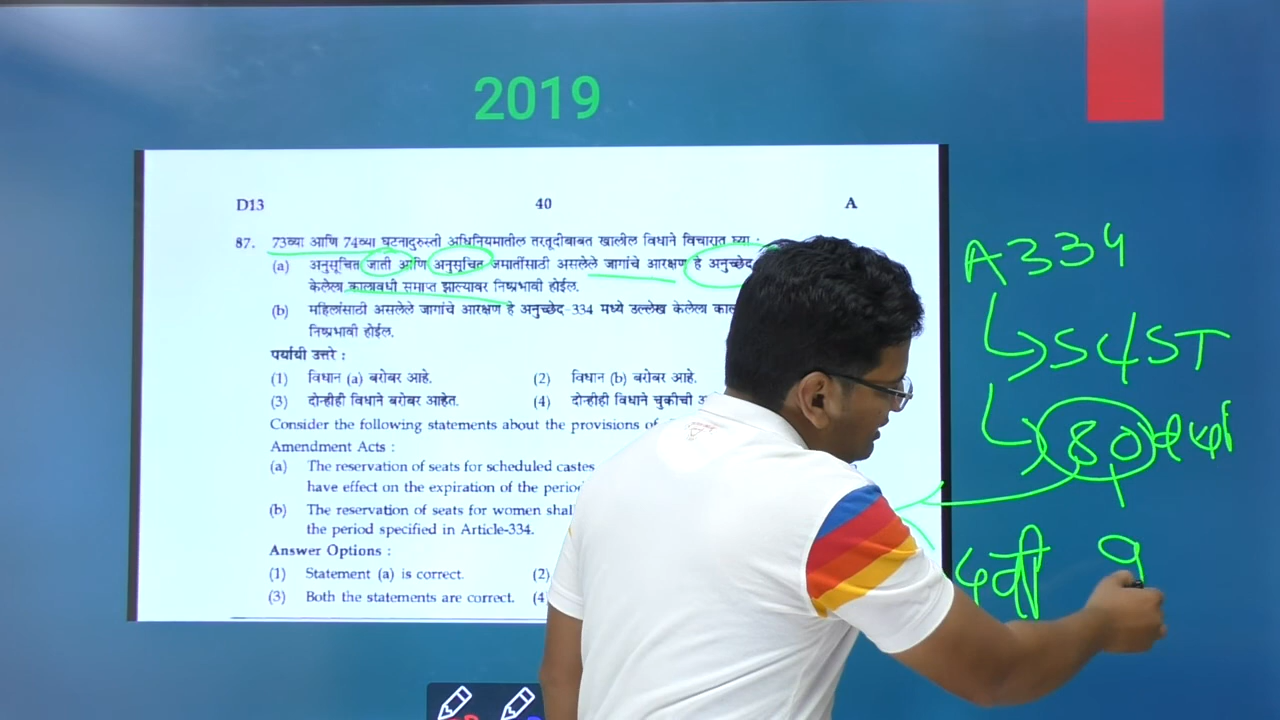 2019
D13 40 A
87. 73व्या आणि 74व्या घटनादुरुस्ती अधिनियमातील तरतूदीबाबत खालील विधाने विचारात घ्या :
(a) अनुसूचित जाती आणि अनुसूचित जमातींसाठी असलेले जागांचे आरक्षण हे अनुच्छेद
केलेला कालावधी समाप्त झाल्यावर निष्प्रभावी होईल.
(b) महिलांसाठी असलेले जागांचे आरक्षण हे अनुच्छेद-334 मध्ये उल्लेख केलेला
निष्प्रभावी होईल.
पर्यायी उत्तरे :
(1) विधान (a) बरोबर आहे. (2) विधान (b) बरोबर आहे.
(3) दोन्हीही विधाने बरोबर आहेत. (4) दोन्हीही विधाने चुकीची
Consider the following statements about the provisions of
Amendment Acts :
(a) The reservation of seats for scheduled castes
have effect on the expiration of the
(b) The reservation of seats for women
the period specified in Article-334.
Answer Options :
(1) Statement (a) is correct. (2)
(3) Both the statements are correct. (4
A334
SC/ST
80